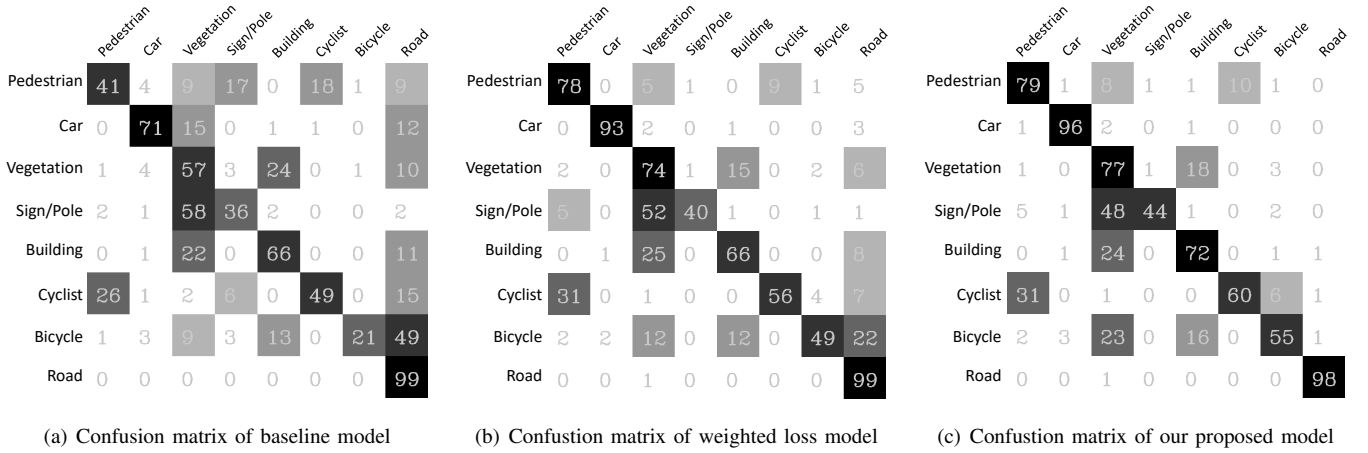 Pedestrian Car Vegetation Sign/Pole Building Cyclist Bicycle Road
Pedestrian 41 4 9 17 0 18 1 9
Car 0 71 15 0 1 1 0 12
Vegetation 1 4 57 3 24 0 1 10
Sign/Pole 2 1 58 36 2 0 0 2
Building 0 1 22 0 66 0 0 11
Cyclist 26 1 2 6 0 49 0 15
Bicycle 1 3 9 3 13 0 21 49
Road 0 0 0 0 0 0 0 99
(a) Confusion matrix of baseline model
Pedestrian Car Vegetation Sign/Pole Building Cyclist Bicycle Road
Pedestrian 78 0 5 1 0 9 1 5
Car 0 93 2 0 1 0 0 3
Vegetation 2 0 74 1 15 0 2 6
Sign/Pole 5 0 52 40 1 0 1 1
Building 0 1 25 0 66 0 0 8
Cyclist 31 0 1 0 0 56 4 7
Bicycle 2 2 12 0 12 0 49 22
Road 0 0 1 0 0 0 0 99
(b) Confustion matrix of weighted loss model
Pedestrian Car Vegetation Sign/Pole Building Cyclist Bicycle Road
Pedestrian 79 1 8 1 1 10 1 0
Car 1 96 2 0 1 0 0 0
Vegetation 1 0 77 1 18 0 3 0
Sign/Pole 5 1 48 44 1 0 2 0
Building 0 1 24 0 72 0 1 1
Cyclist 31 0 1 0 0 60 6 1
Bicycle 2 3 23 0 16 0 55 1
Road 0 0 1 0 0 0 0 98
(c) Confustion matrix of our proposed model